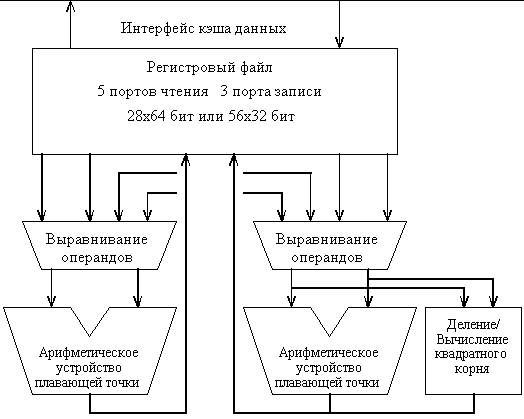 Интерфейс кэша данных
Регистровый файл
5 портов чтения 3 порта записи
28x64 бит или 56x32 бит
Выравнивание
операндов
Выравнивание
операндов
Арифметическое
устройство
плавающей точки
Арифметическое
устройство
плавающей точки
Деление/
Вычисление
квадратного
корня